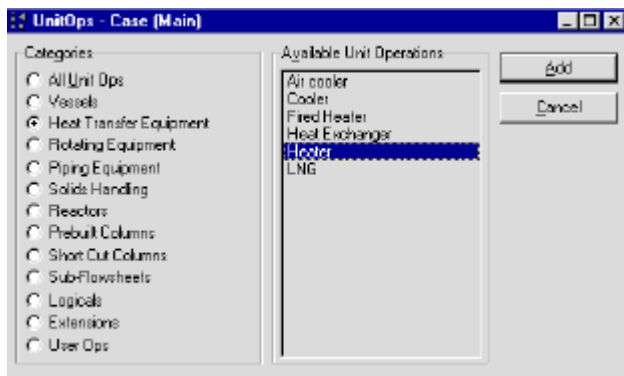 UnitOps - Case (Main)
Categories
All Unit Ops
Vessels
Heat Transfer Equipment
Rotating Equipment
Piping Equipment
Solids Handling
Reactors
Prebuilt Columns
Short Cut Columns
Sub-Flowsheets
Logicals
Extensions
User Ops
Available Unit Operations
Air cooler
Cooler
Fired Heater
Heat Exchanger
Heater
LNG
Add
Cancel